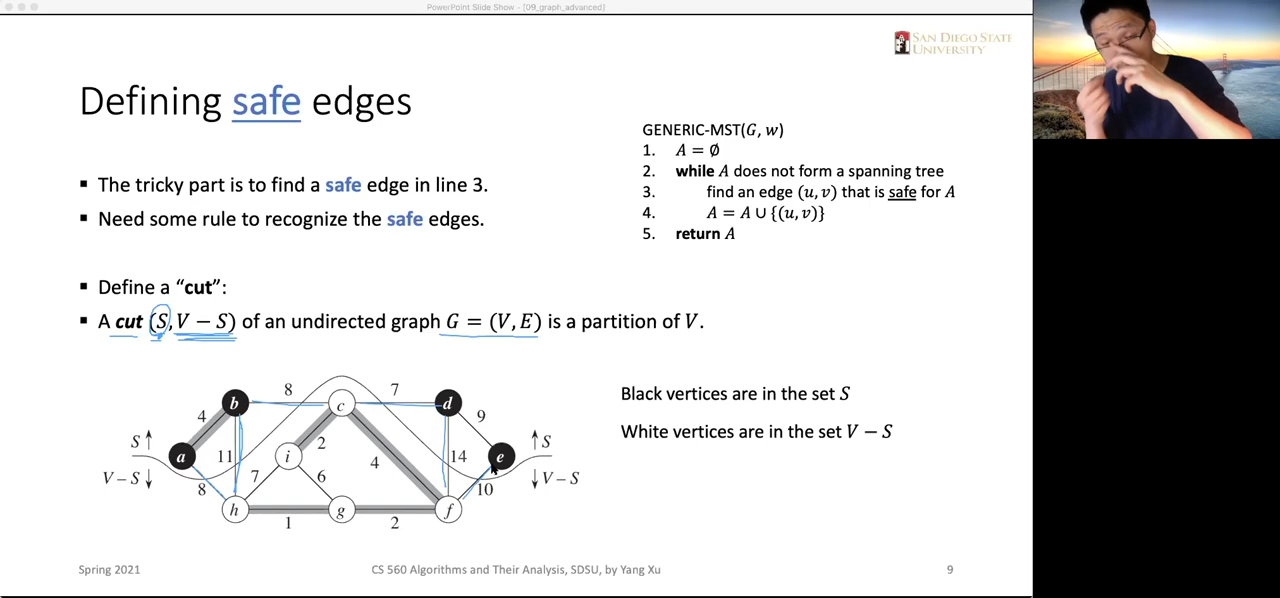 PowerPoint Slide Show - [09_graph_advanced]
SAN DIEGO STATE
UNIVERSITY
Defining safe edges
▪ The tricky part is to find a safe edge in line 3.
▪ Need some rule to recognize the safe edges.
▪ Define a “cut”:
▪ A cut (S, V − S) of an undirected graph G = (V, E) is a partition of V.
GENERIC-MST(G, w)
1. A = ∅
2. while A does not form a spanning tree
3. find an edge (u, v) that is safe for A
4. A = A ∪ {(u, v)}
5. return A
8 7
b c d
4 9
S↑ 11 2 14 ↑S
a i 4 e
V−S↓ 8 7 6 10 ↓V−S
h g f
1 2
Black vertices are in the set S
White vertices are in the set V − S
Spring 2021
CS 560 Algorithms and Their Analysis, SDSU, by Yang Xu
9